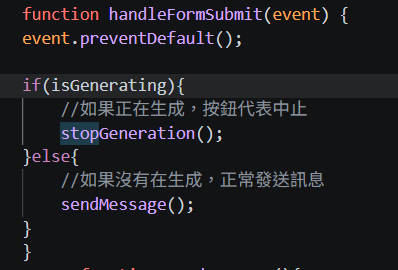 function handleFormSubmit(event) {
event.preventDefault();
if(isGenerating){
//如果正在生成，按鈕代表中止
stopGeneration();
}else{
//如果沒有在生成，正常發送訊息
sendMessage();
}
}